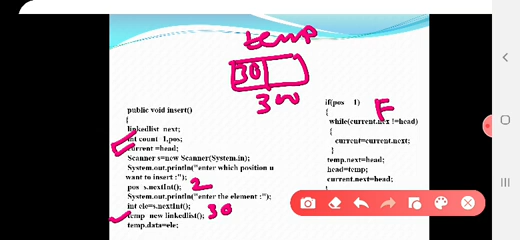 temp
30
300
public void insert()
{
linkedlist next;
int count 1,pos;
current =head;
Scanner s=new Scanner(System.in);
System.out.println("enter which position u
want to insert :");
pos s.nextInt(); 2
System.out.println("enter the element :");
int ele=s.nextInt(); 30
temp new linkedlist();
temp.data=ele;
if(pos 1) F
while(current.nex !=head)
{
current=current.next;
}
temp.next=head;
head=temp;
current.next=head;
}